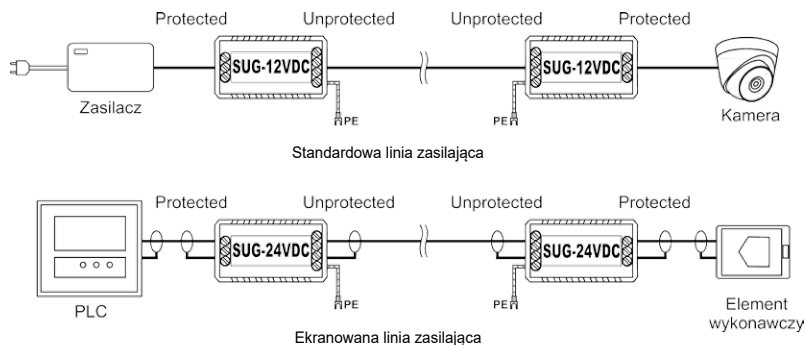 Protected Unprotected Unprotected Protected
SUG-12VDC SUG-12VDC
Zasilacz PE PE Kamera
Standardowa linia zasilająca
Protected Unprotected Unprotected Protected
SUG-24VDC SUG-24VDC
PLC PE PE Element
wykonawczy
Ekranowana linia zasilająca